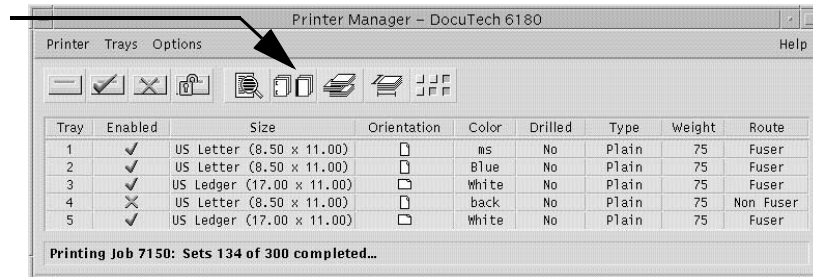 Printer Manager – DocuTech 6180
Printer Trays Options Help
Tray Enabled Size Orientation Color Drilled Type Weight Route
1 US Letter (8.50 x 11.00) ms No Plain 75 Fuser
2 US Letter (8.50 x 11.00) Blue No Plain 75 Fuser
3 US Ledger (17.00 x 11.00) White No Plain 75 Fuser
4 US Letter (8.50 x 11.00) back No Plain 75 Non Fuser
5 US Ledger (17.00 x 11.00) White No Plain 75 Fuser
Printing Job 7150: Sets 134 of 300 completed...